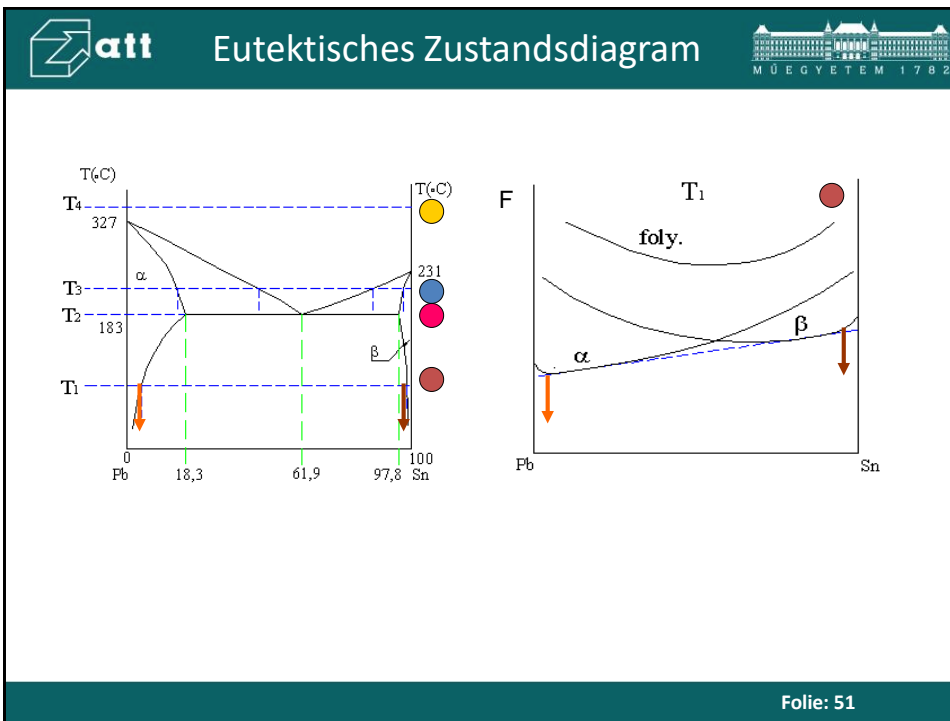 att
Eutektisches Zustandsdiagram
MŰEGYETEM 1782
T(°C)
T(°C)
T4
327
α
231
T3
T2
183
β
T1
0
100
Pb
18,3
61,9
97,8
Sn
F
T1
foly.
β
α
Pb
Sn
Folie: 51